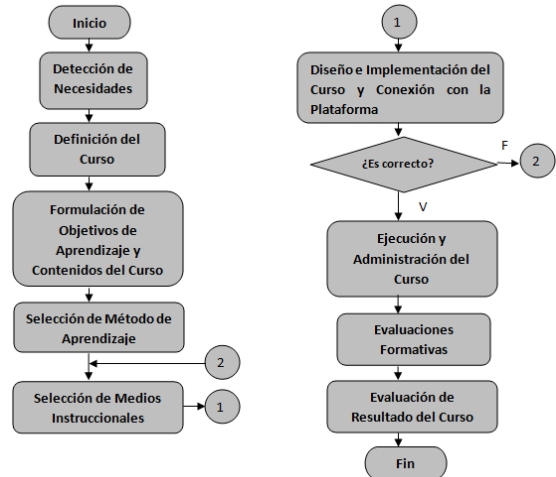 Inicio
Detección de
Necesidades
Definición del
Curso
Formulación de
Objetivos de
Aprendizaje y
Contenidos del Curso
Selección de Método de
Aprendizaje
2
Selección de Medios
Instruccionales
1
1
Diseño e Implementación del
Curso y Conexión con la
Plataforma
¿Es correcto?
F
2
V
Ejecución y
Administración del
Curso
Evaluaciones
Formativas
Evaluación de
Resultado del Curso
Fin